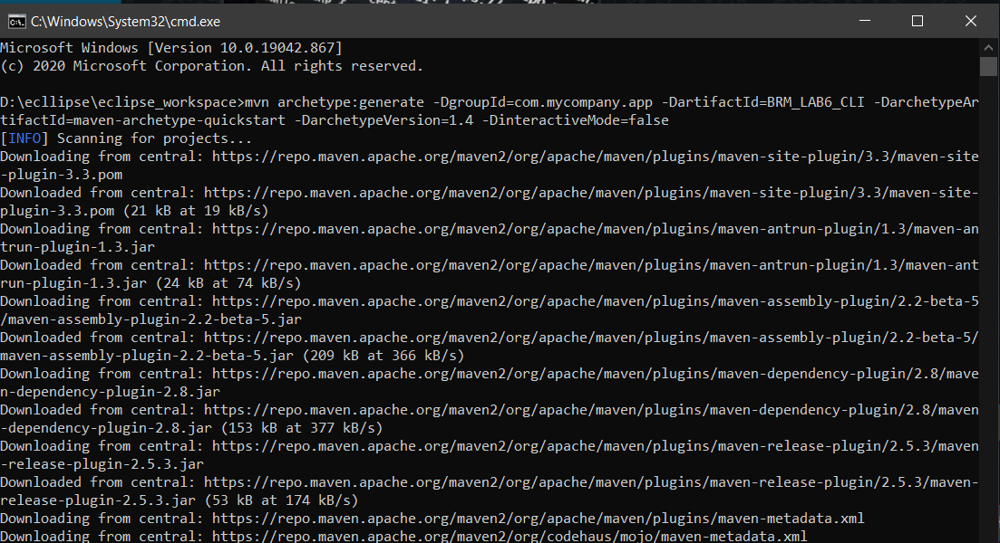 C:\Windows\System32\cmd.exe
Microsoft Windows [Version 10.0.19042.867]
(c) 2020 Microsoft Corporation. All rights reserved.
D:\ecllipse\eclipse_workspace>mvn archetype:generate -DgroupId=com.mycompany.app -DartifactId=BRM_LAB6_CLI -DarchetypeAr
tifactId=maven-archetype-quickstart -DarchetypeVersion=1.4 -DinteractiveMode=false
[INFO] Scanning for projects...
Downloading from central: https://repo.maven.apache.org/maven2/org/apache/maven/plugins/maven-site-plugin/3.3/maven-site
-plugin-3.3.pom
Downloaded from central: https://repo.maven.apache.org/maven2/org/apache/maven/plugins/maven-site-plugin/3.3/maven-site-
plugin-3.3.pom (21 kB at 19 kB/s)
Downloading from central: https://repo.maven.apache.org/maven2/org/apache/maven/plugins/maven-antrun-plugin/1.3/maven-an
trun-plugin-1.3.jar
Downloaded from central: https://repo.maven.apache.org/maven2/org/apache/maven/plugins/maven-antrun-plugin/1.3/maven-ant
run-plugin-1.3.jar (24 kB at 74 kB/s)
Downloading from central: https://repo.maven.apache.org/maven2/org/apache/maven/plugins/maven-assembly-plugin/2.2-beta-5
/maven-assembly-plugin-2.2-beta-5.jar
Downloaded from central: https://repo.maven.apache.org/maven2/org/apache/maven/plugins/maven-assembly-plugin/2.2-beta-5/
maven-assembly-plugin-2.2-beta-5.jar (209 kB at 366 kB/s)
Downloading from central: https://repo.maven.apache.org/maven2/org/apache/maven/plugins/maven-dependency-plugin/2.8/mave
n-dependency-plugin-2.8.jar
Downloaded from central: https://repo.maven.apache.org/maven2/org/apache/maven/plugins/maven-dependency-plugin/2.8/maven
-dependency-plugin-2.8.jar (153 kB at 377 kB/s)
Downloading from central: https://repo.maven.apache.org/maven2/org/apache/maven/plugins/maven-release-plugin/2.5.3/maven
-release-plugin-2.5.3.jar
Downloaded from central: https://repo.maven.apache.org/maven2/org/apache/maven/plugins/maven-release-plugin/2.5.3/maven-
release-plugin-2.5.3.jar (53 kB at 174 kB/s)
Downloading from central: https://repo.maven.apache.org/maven2/org/apache/maven/plugins/maven-metadata.xml
Downloading from central: https://repo.maven.apache.org/maven2/org/codehaus/mojo/maven-metadata.xml